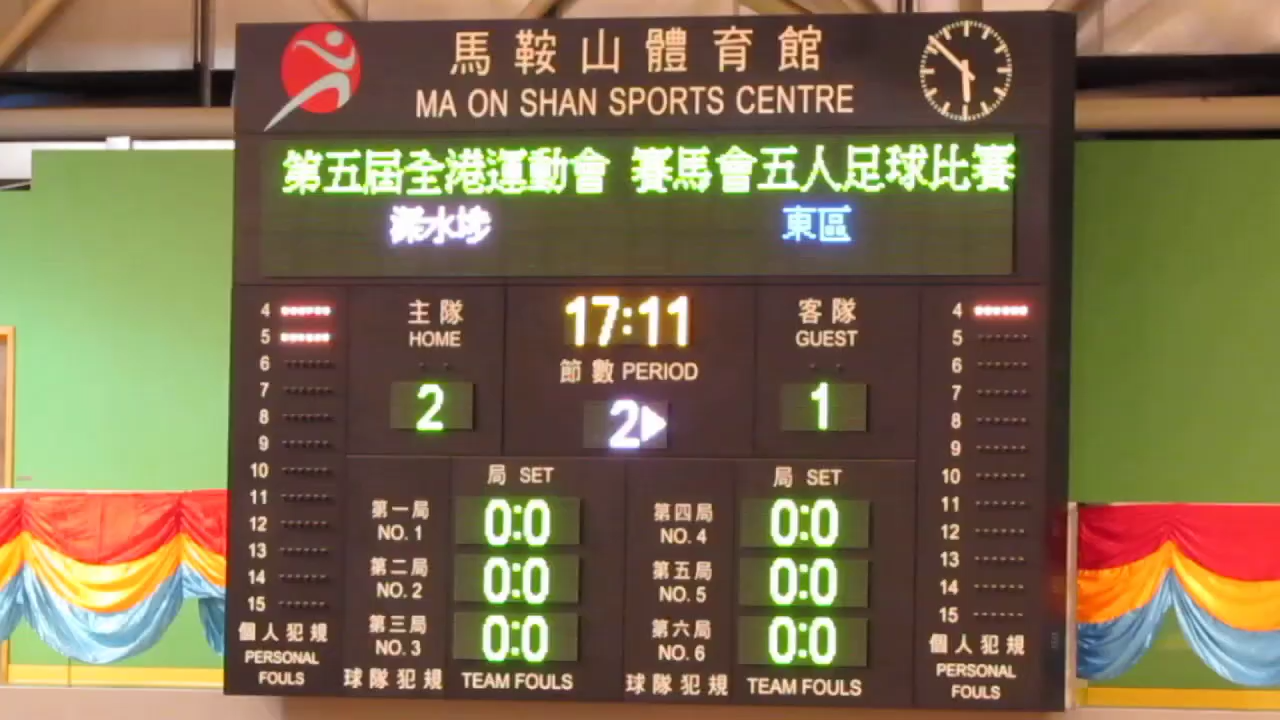 馬鞍山體育館
MA ON SHAN SPORTS CENTRE
第五屆全港運動會 賽馬會五人足球比賽
深水埗 東區
主隊
HOME
2
17:11
節數 PERIOD
2
客隊
GUEST
1
4
5
6
7
8
9
10
11
12
13
14
15
個人犯規
PERSONAL
FOULS
局 SET
第一局
NO. 1
0:0
第二局
NO. 2
0:0
第三局
NO. 3
0:0
球隊犯規 TEAM FOULS
局 SET
第四局
NO. 4
0:0
第五局
NO. 5
0:0
第六局
NO. 6
0:0
球隊犯規 TEAM FOULS
4
5
6
7
8
9
10
11
12
13
14
15
個人犯規
PERSONAL
FOULS